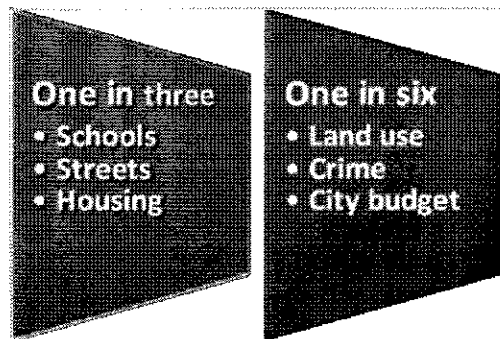 One in three
• Schools
• Streets
• Housing
One in six
• Land use
• Crime
• City budget